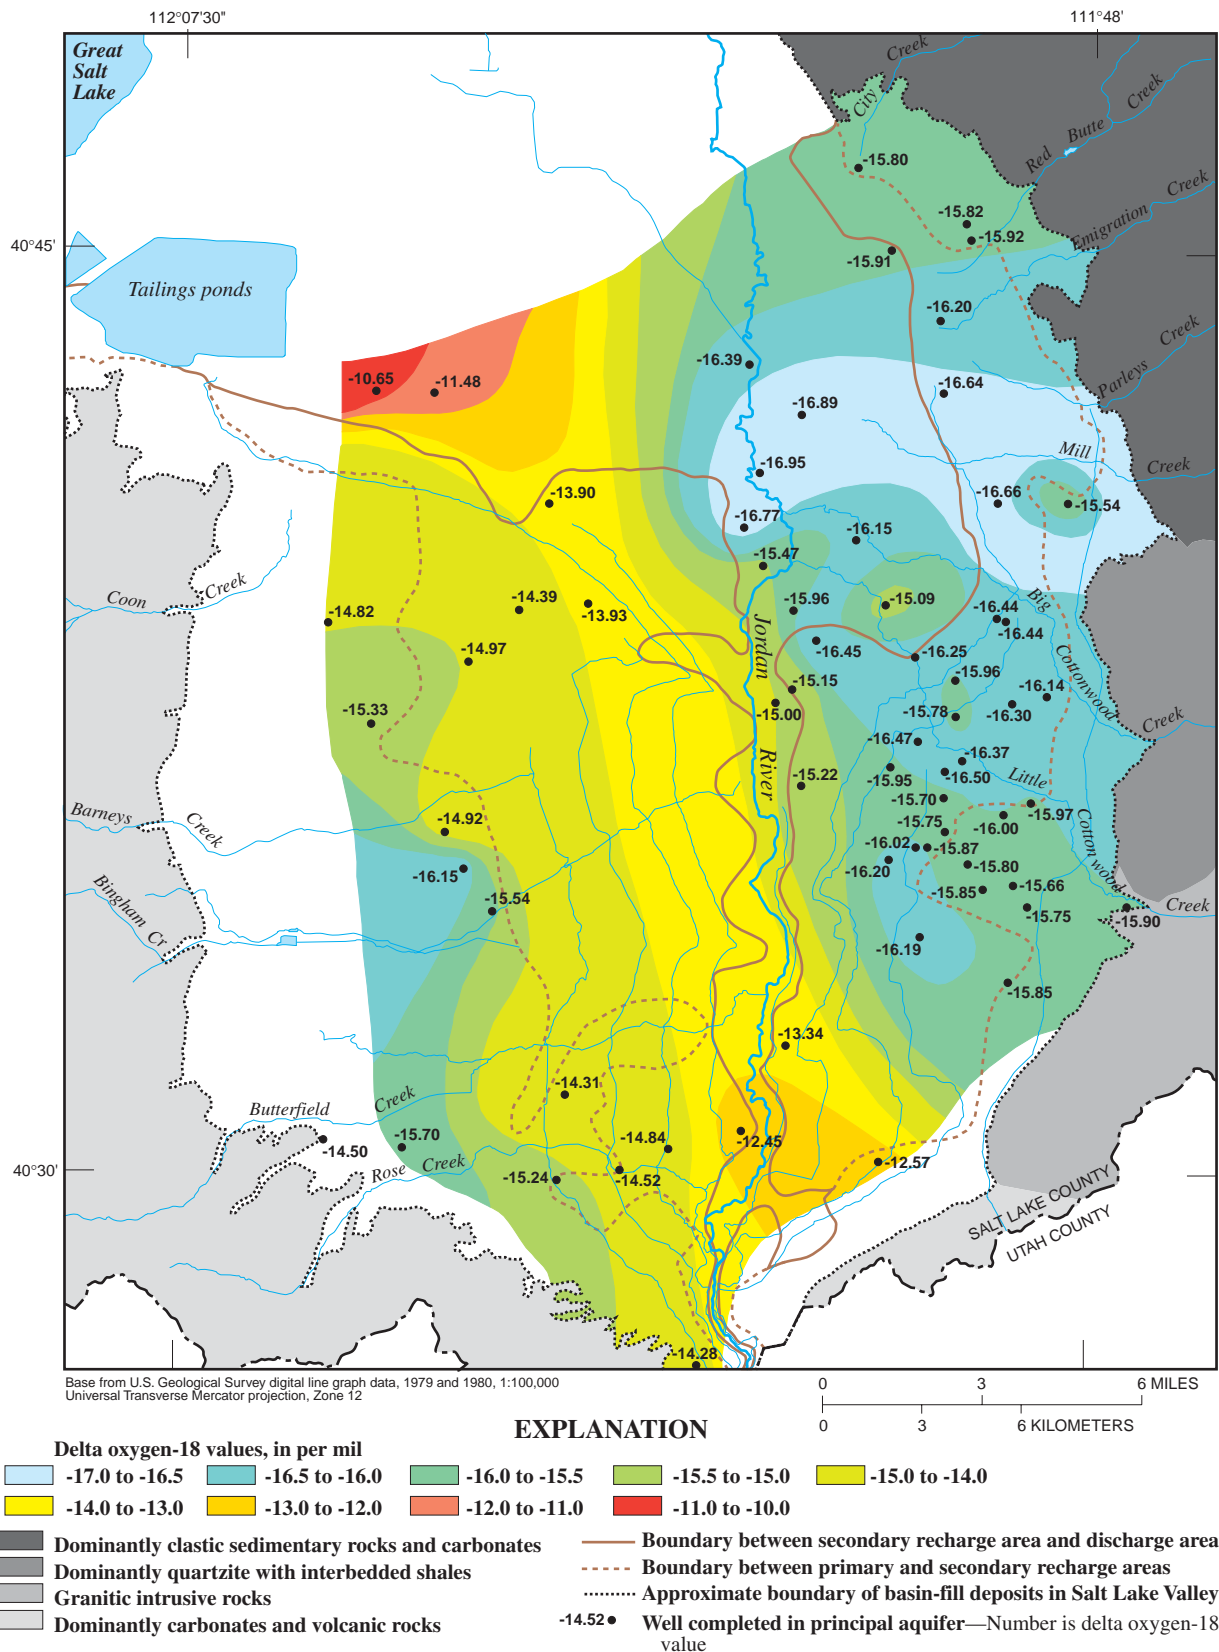 112°07'30"
111°48'
Great
Salt
Lake
City
Creek
Red
Butte
Creek
Emigration
Creek
-15.80
-15.82
-15.92
-15.91
40°45'
Tailings ponds
-16.20
Parleys
Creek
-16.39
-10.65
-11.48
-16.64
-16.89
Mill
Creek
-16.95
-13.90
-16.66
-15.54
-16.77
-16.15
-15.47
Coon
Creek
-14.82
-14.39
-13.93
-15.96
-15.09
Big
Cottonwood
Creek
-16.44
-16.44
Jordan
River
-16.45
-16.25
-14.97
-15.96
-16.14
-15.15
-15.33
-15.00
-15.78
-16.30
-16.47
-16.37
-15.95
-16.50
Little
Cotton wood
Creek
-15.22
-15.70
-15.97
Barneys
Creek
-14.92
-15.75
-16.00
-16.02
-15.87
-16.15
-16.20
-15.80
Bingham Cr
-15.54
-15.85
-15.66
-15.75
-15.90
-16.19
-15.85
-13.34
-14.31
Butterfield
Creek
-14.50
-15.70
-14.84
-12.45
Rose Creek
-12.57
40°30'
-15.24
-14.52
SALT LAKE COUNTY
UTAH COUNTY
-14.28
Base from U.S. Geological Survey digital line graph data, 1979 and 1980, 1:100,000
Universal Transverse Mercator projection, Zone 12
0 3 6 MILES
0 3 6 KILOMETERS
EXPLANATION
Delta oxygen-18 values, in per mil
-17.0 to -16.5
-16.5 to -16.0
-16.0 to -15.5
-15.5 to -15.0
-15.0 to -14.0
-14.0 to -13.0
-13.0 to -12.0
-12.0 to -11.0
-11.0 to -10.0
Dominantly clastic sedimentary rocks and carbonates
Dominantly quartzite with interbedded shales
Granitic intrusive rocks
Dominantly carbonates and volcanic rocks
Boundary between secondary recharge area and discharge area
Boundary between primary and secondary recharge areas
Approximate boundary of basin-fill deposits in Salt Lake Valley
-14.52 Well completed in principal aquifer—Number is delta oxygen-18
value